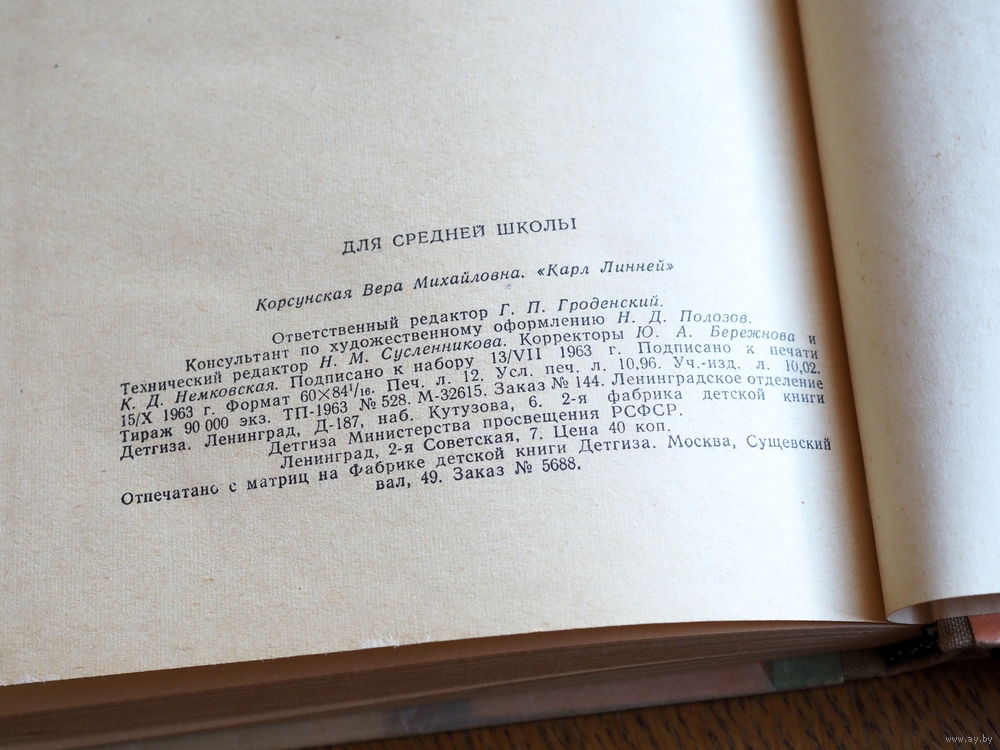 ДЛЯ СРЕДНЕЙ ШКОЛЫ
Корсунская Вера Михайловна. «Карл Линней»
Ответственный редактор Г. П. Гроденский.
Консультант по художественному оформлению Н. Д. Полозов.
Технический редактор Н. М. Сусленникова. Корректоры Ю. А. Бережнова и
К. Д. Немковская. Подписано к набору 13/VII 1963 г. Подписано к печати
15/X 1963 г. Формат 60×84¹/₁₆. Печ. л. 12. Усл. печ. л. 10,96. Уч.-изд. л. 10,02.
Тираж 90 000 экз. ТП-1963 № 528. М-32615. Заказ № 144. Ленинградское отделение
Детгиза. Ленинград, Д-187, наб. Кутузова, 6. 2-я фабрика детской книги
Детгиза Министерства просвещения РСФСР.
Ленинград, 2-я Советская, 7. Цена 40 коп.
Отпечатано с матриц на Фабрике детской книги Детгиза. Москва, Сущевский
вал, 49. Заказ № 5688.
www.ay.by